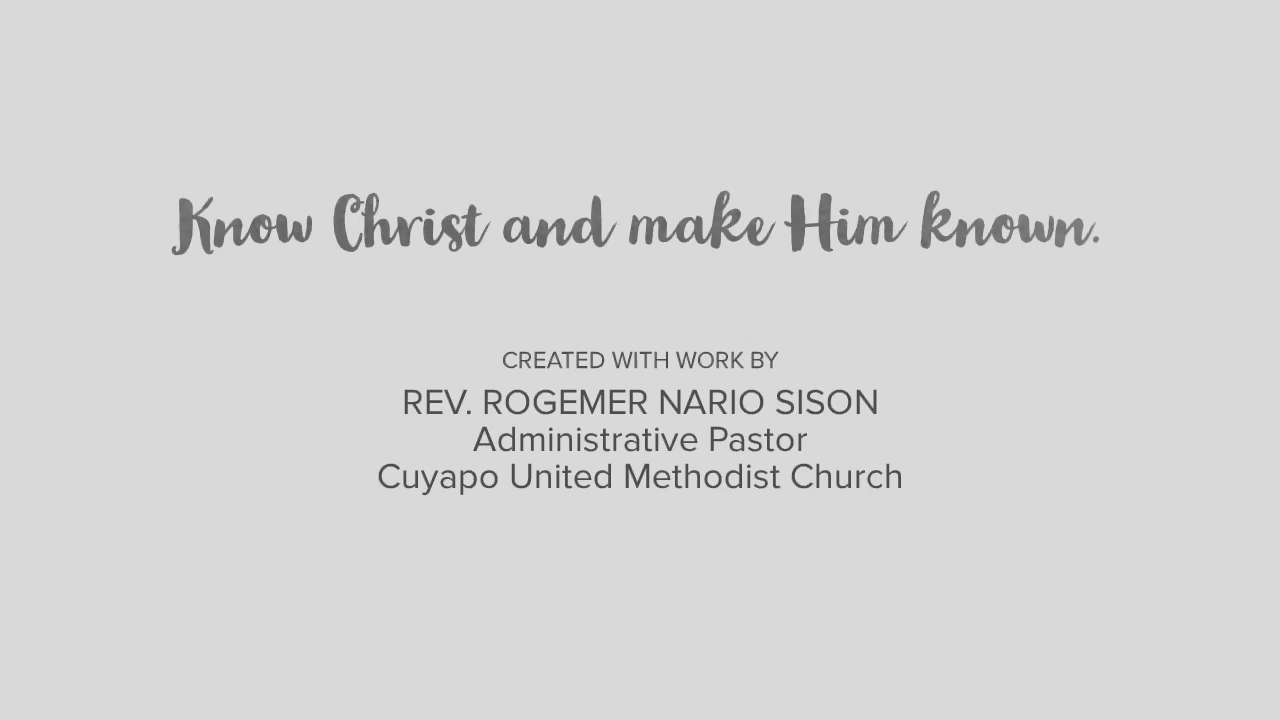 Know Christ and make Him known.
CREATED WITH WORK BY
REV. ROGEMER NARIO SISON
Administrative Pastor
Cuyapo United Methodist Church